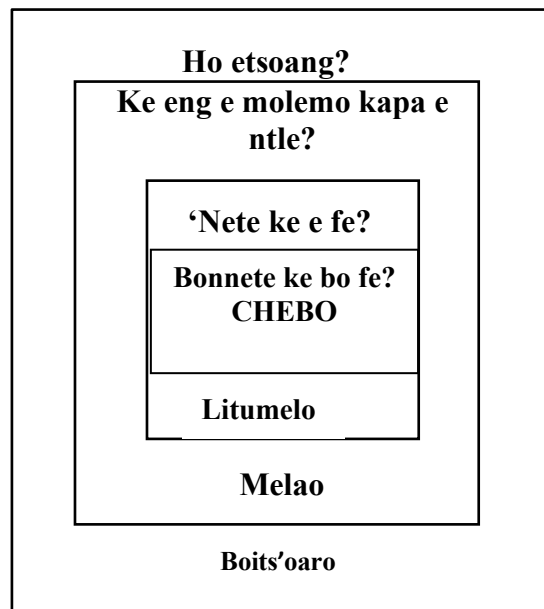 Ho etsoang?
Ke eng e molemo kapa e
ntle?
‘Nete ke e fe?
Bonnete ke bo fe?
CHEBO
Litumelo
Melao
Boits’oaro